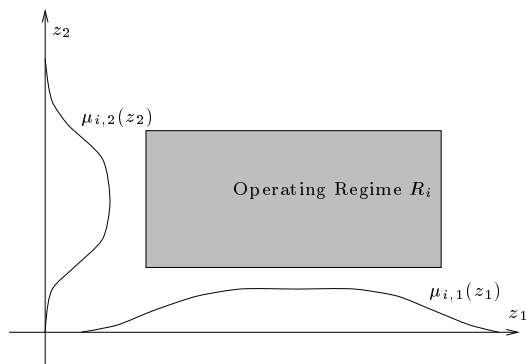 z₂
μᵢ,₂(z₂)
Operating Regime Rᵢ
μᵢ,₁(z₁)
z₁